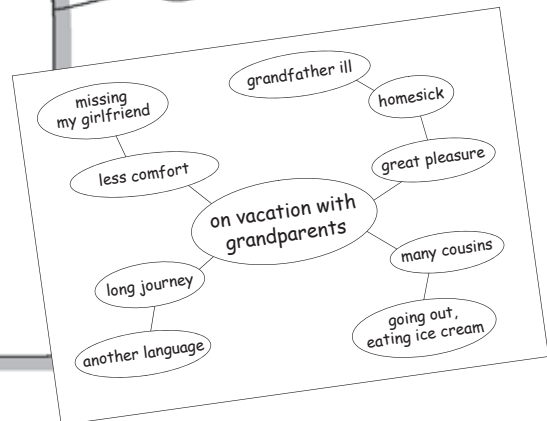 grandfather ill
missing
my girlfriend
homesick
less comfort
great pleasure
on vacation with
grandparents
many cousins
long journey
going out,
eating ice cream
another language